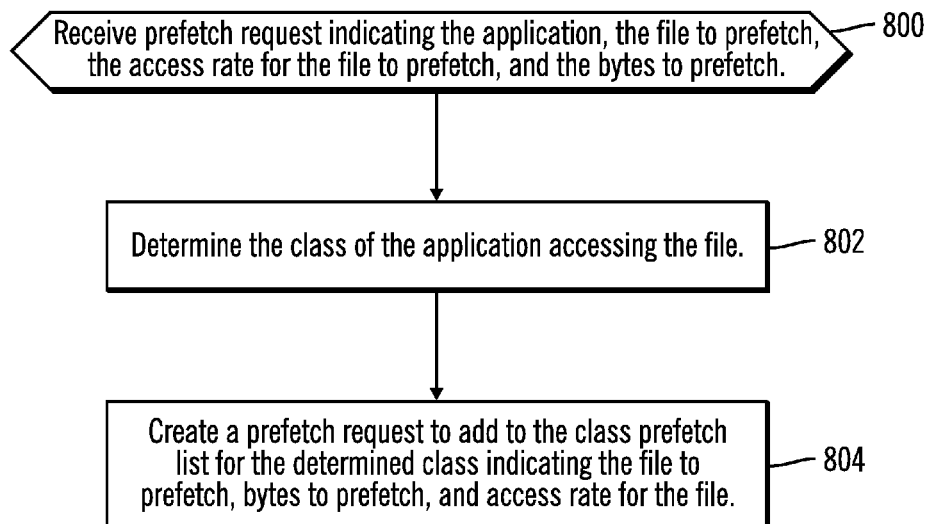 Receive prefetch request indicating the application, the file to prefetch,
the access rate for the file to prefetch, and the bytes to prefetch.
800
Determine the class of the application accessing the file.
802
Create a prefetch request to add to the class prefetch
list for the determined class indicating the file to
prefetch, bytes to prefetch, and access rate for the file.
804